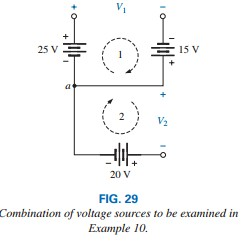 + V1 -
+
25 V
-
1
-
15 V
+
a
+
2
V2
- +
-
20 V
FIG. 29
Combination of voltage sources to be examined in
Example 10.